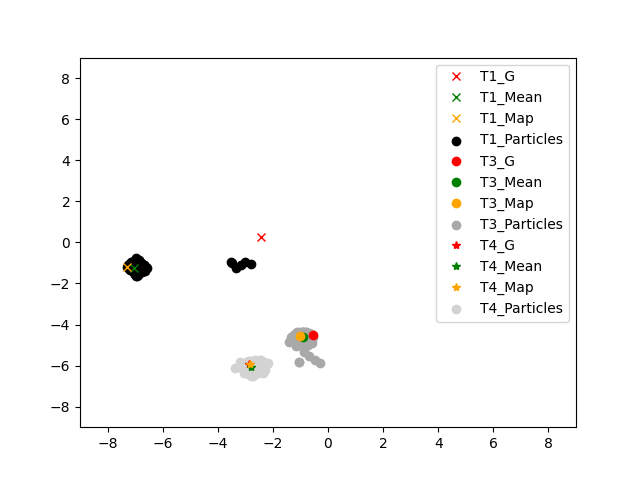 8
6
4
2
0
−2
−4
−6
−8
−8 −6 −4 −2 0 2 4 6 8
T1_G
T1_Mean
T1_Map
T1_Particles
T3_G
T3_Mean
T3_Map
T3_Particles
T4_G
T4_Mean
T4_Map
T4_Particles